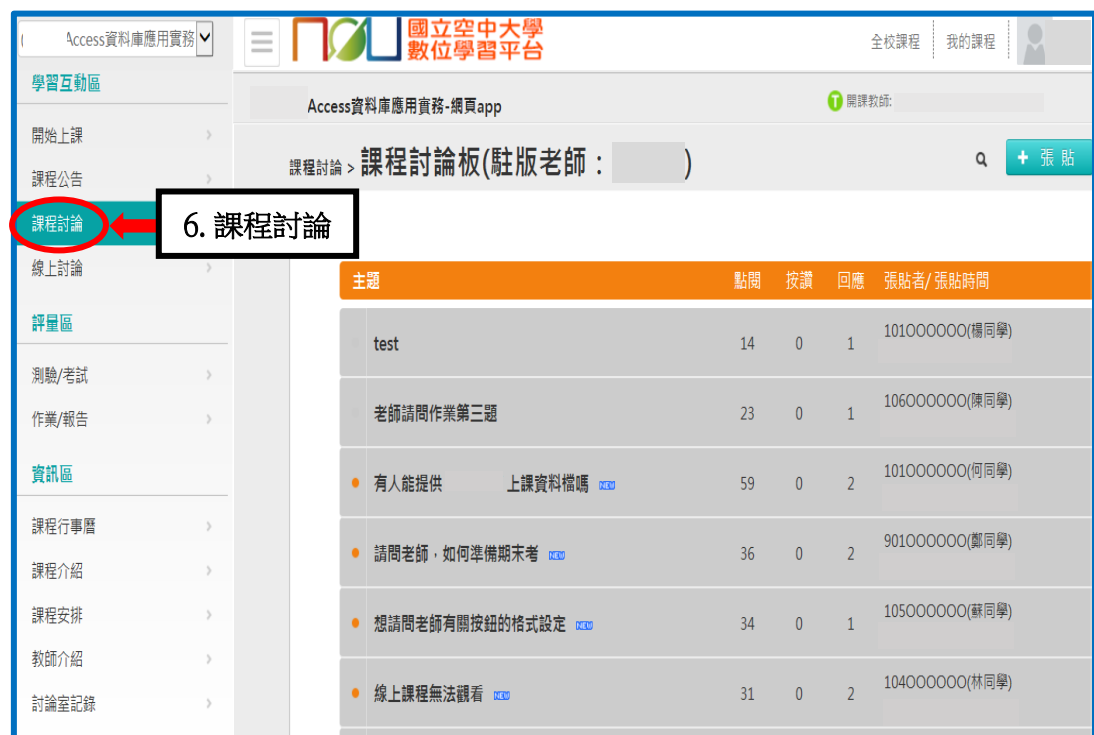 Access資料庫應用實務
國立空中大學
數位學習平台
全校課程
我的課程
學習互動區
開始上課
課程公告
課程討論
線上討論
評量區
測驗/考試
作業/報告
資訊區
課程行事曆
課程介紹
課程安排
教師介紹
討論室記錄
6. 課程討論
Access資料庫應用實務-網頁app
T 開課教師:
課程討論 > 課程討論板(駐版老師: )
+ 張 貼
主題 點閱 按讚 回應 張貼者/ 張貼時間
test 14 0 1 101OOOOOO(楊同學)
老師請問作業第三題 23 0 1 106OOOOOO(陳同學)
有人能提供 上課資料檔嗎 NEW 59 0 2 101OOOOOO(何同學)
請問老師,如何準備期末考 NEW 36 0 2 901OOOOOO(鄭同學)
想請問老師有關按鈕的格式設定 NEW 34 0 1 105OOOOOO(蘇同學)
線上課程無法觀看 NEW 31 0 2 104OOOOOO(林同學)